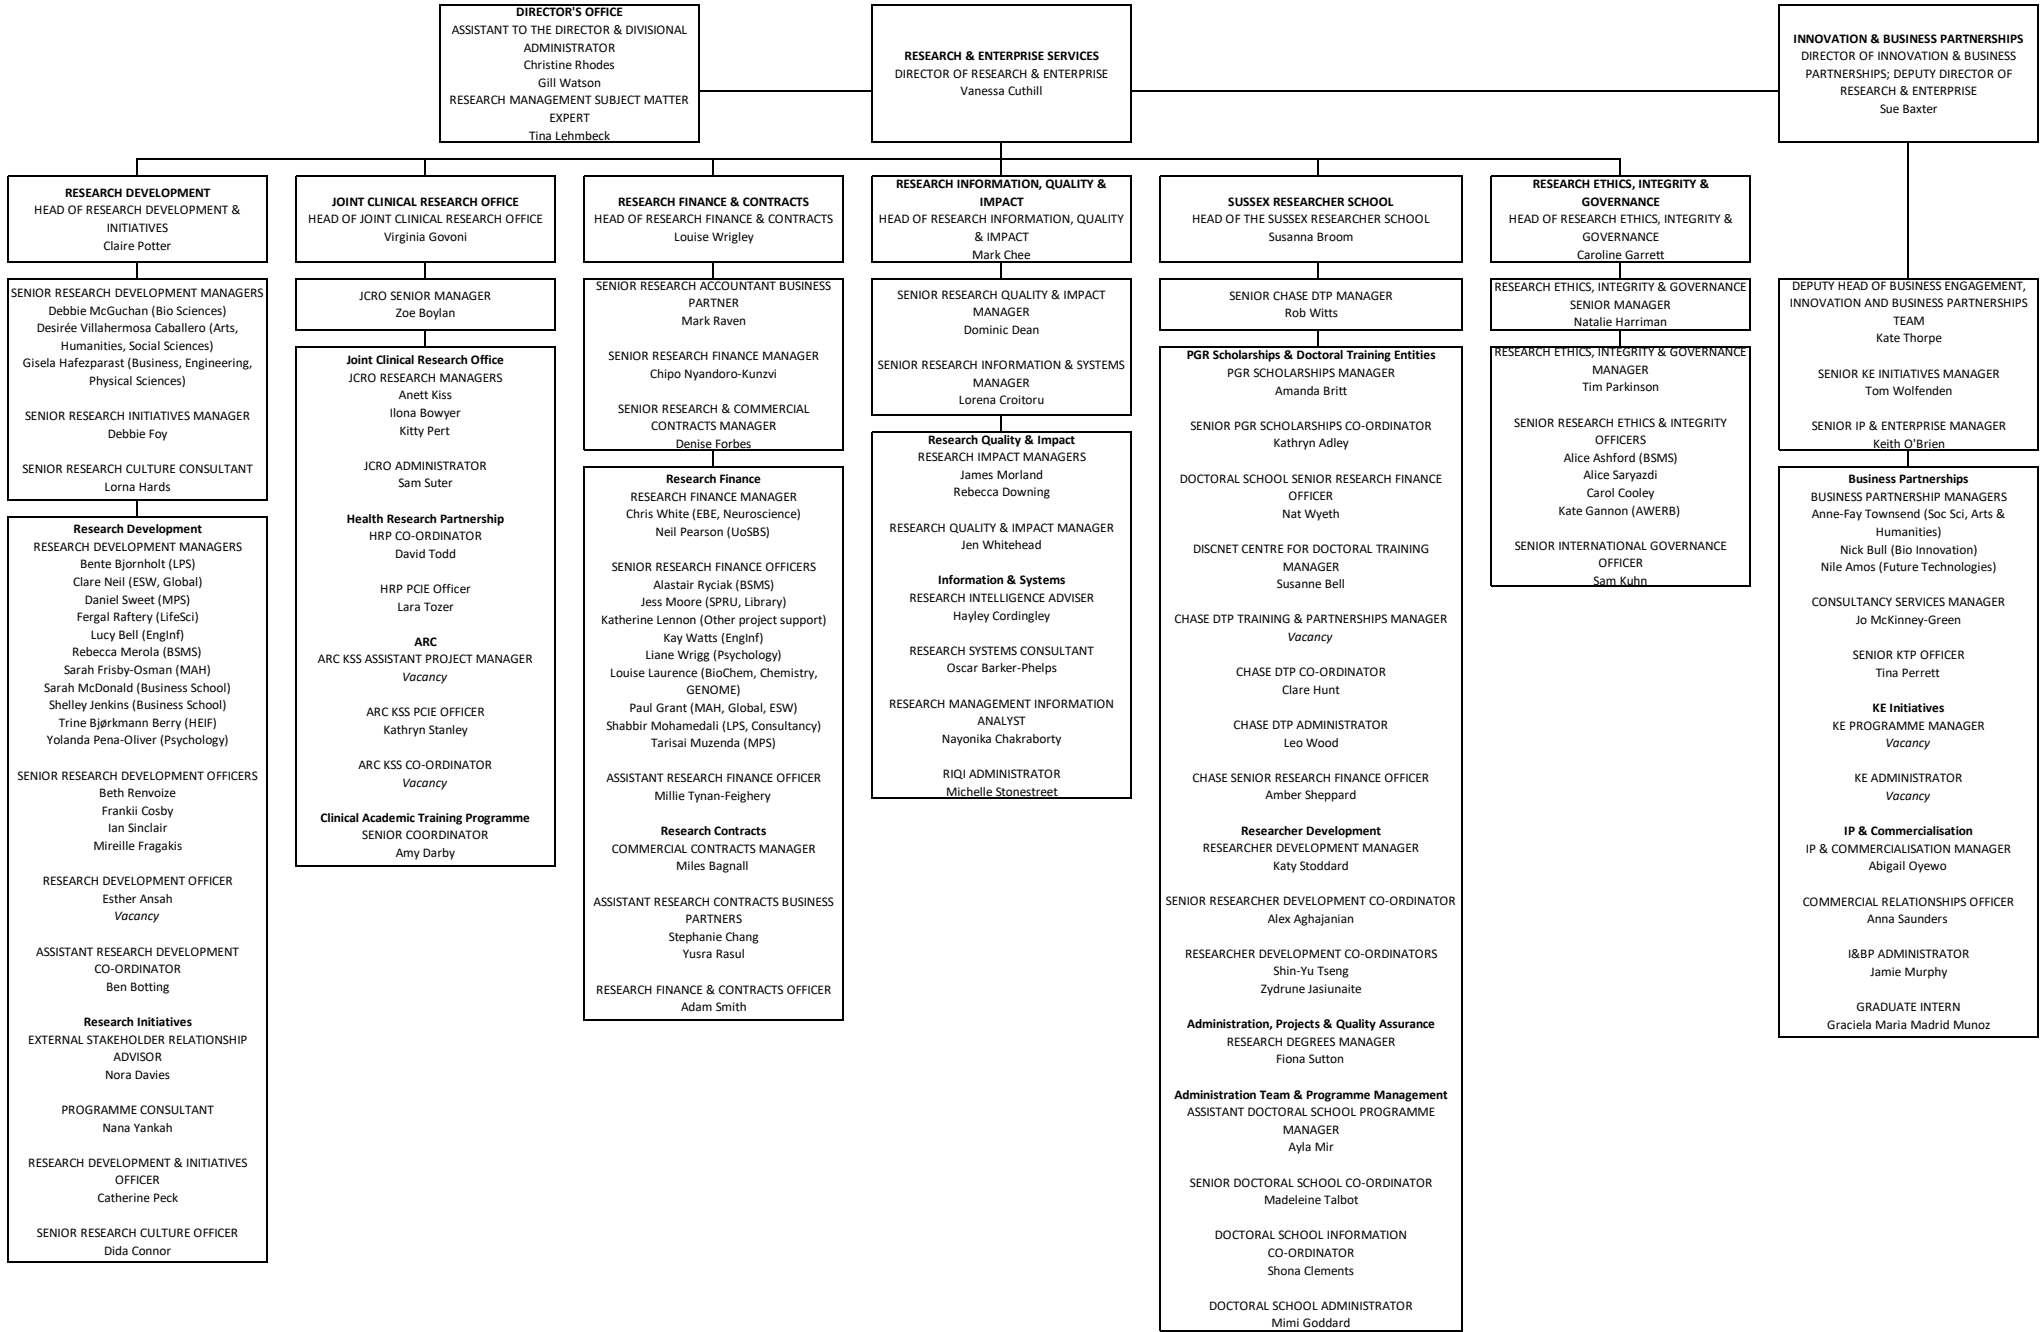 DIRECTOR'S OFFICE
ASSISTANT TO THE DIRECTOR & DIVISIONAL
ADMINISTRATOR
Christine Rhodes
Gill Watson
RESEARCH MANAGEMENT SUBJECT MATTER
EXPERT
Tina Lehmbeck
RESEARCH & ENTERPRISE SERVICES
DIRECTOR OF RESEARCH & ENTERPRISE
Vanessa Cuthill
INNOVATION & BUSINESS PARTNERSHIPS
DIRECTOR OF INNOVATION & BUSINESS
PARTNERSHIPS; DEPUTY DIRECTOR OF
RESEARCH & ENTERPRISE
Sue Baxter
RESEARCH DEVELOPMENT
HEAD OF RESEARCH DEVELOPMENT &
INITIATIVES
Claire Potter
SENIOR RESEARCH DEVELOPMENT MANAGERS
Debbie McGuchan (Bio Sciences)
Desirée Villahermosa Caballero (Arts,
Humanities, Social Sciences)
Gisela Hafezparast (Business, Engineering,
Physical Sciences)
SENIOR RESEARCH INITIATIVES MANAGER
Debbie Foy
SENIOR RESEARCH CULTURE CONSULTANT
Lorna Hards
Research Development
RESEARCH DEVELOPMENT MANAGERS
Bente Bjornholt (LPS)
Clare Neil (ESW, Global)
Daniel Sweet (MPS)
Fergal Raftery (LifeSci)
Lucy Bell (EngInf)
Rebecca Merola (BSMS)
Sarah Frisby-Osman (MAH)
Sarah McDonald (Business School)
Shelley Jenkins (Business School)
Trine Bjørkmann Berry (HEIF)
Yolanda Pena-Oliver (Psychology)
SENIOR RESEARCH DEVELOPMENT OFFICERS
Beth Renvoize
Frankii Cosby
Ian Sinclair
Mireille Fragakis
RESEARCH DEVELOPMENT OFFICER
Esther Ansah
Vacancy
ASSISTANT RESEARCH DEVELOPMENT
CO-ORDINATOR
Ben Botting
Research Initiatives
EXTERNAL STAKEHOLDER RELATIONSHIP
ADVISOR
Nora Davies
PROGRAMME CONSULTANT
Nana Yankah
RESEARCH DEVELOPMENT & INITIATIVES
OFFICER
Catherine Peck
SENIOR RESEARCH CULTURE OFFICER
Dida Connor
JOINT CLINICAL RESEARCH OFFICE
HEAD OF JOINT CLINICAL RESEARCH OFFICE
Virginia Govoni
JCRO SENIOR MANAGER
Zoe Boylan
Joint Clinical Research Office
JCRO RESEARCH MANAGERS
Anett Kiss
Ilona Bowyer
Kitty Pert
JCRO ADMINISTRATOR
Sam Suter
Health Research Partnership
HRP CO-ORDINATOR
David Todd
HRP PCIE Officer
Lara Tozer
ARC
ARC KSS ASSISTANT PROJECT MANAGER
Vacancy
ARC KSS PCIE OFFICER
Kathryn Stanley
ARC KSS CO-ORDINATOR
Vacancy
Clinical Academic Training Programme
SENIOR COORDINATOR
Amy Darby
RESEARCH FINANCE & CONTRACTS
HEAD OF RESEARCH FINANCE & CONTRACTS
Louise Wrigley
SENIOR RESEARCH ACCOUNTANT BUSINESS
PARTNER
Mark Raven
SENIOR RESEARCH FINANCE MANAGER
Chipo Nyandoro-Kunzvi
SENIOR RESEARCH & COMMERCIAL
CONTRACTS MANAGER
Denise Forbes
Research Finance
RESEARCH FINANCE MANAGER
Chris White (EBE, Neuroscience)
Neil Pearson (UoSBS)
SENIOR RESEARCH FINANCE OFFICERS
Alastair Ryciak (BSMS)
Jess Moore (SPRU, Library)
Katherine Lennon (Other project support)
Kay Watts (EngInf)
Liane Wrigg (Psychology)
Louise Laurence (BioChem, Chemistry,
GENOME)
Paul Grant (MAH, Global, ESW)
Shabbir Mohamedali (LPS, Consultancy)
Tarisai Muzenda (MPS)
ASSISTANT RESEARCH FINANCE OFFICER
Millie Tynan-Feighery
Research Contracts
COMMERCIAL CONTRACTS MANAGER
Miles Bagnall
ASSISTANT RESEARCH CONTRACTS BUSINESS
PARTNERS
Stephanie Chang
Yusra Rasul
RESEARCH FINANCE & CONTRACTS OFFICER
Adam Smith
RESEARCH INFORMATION, QUALITY &
IMPACT
HEAD OF RESEARCH INFORMATION, QUALITY
& IMPACT
Mark Chee
SENIOR RESEARCH QUALITY & IMPACT
MANAGER
Dominic Dean
SENIOR RESEARCH INFORMATION & SYSTEMS
MANAGER
Lorena Croitoru
Research Quality & Impact
RESEARCH IMPACT MANAGERS
James Morland
Rebecca Downing
RESEARCH QUALITY & IMPACT MANAGER
Jen Whitehead
Information & Systems
RESEARCH INTELLIGENCE ADVISER
Hayley Cordingley
RESEARCH SYSTEMS CONSULTANT
Oscar Barker-Phelps
RESEARCH MANAGEMENT INFORMATION
ANALYST
Nayonika Chakraborty
RIQI ADMINISTRATOR
Michelle Stonestreet
SUSSEX RESEARCHER SCHOOL
HEAD OF THE SUSSEX RESEARCHER SCHOOL
Susanna Broom
SENIOR CHASE DTP MANAGER
Rob Witts
PGR Scholarships & Doctoral Training Entities
PGR SCHOLARSHIPS MANAGER
Amanda Britt
SENIOR PGR SCHOLARSHIPS CO-ORDINATOR
Kathryn Adley
DOCTORAL SCHOOL SENIOR RESEARCH FINANCE
OFFICER
Nat Wyeth
DISCNET CENTRE FOR DOCTORAL TRAINING
MANAGER
Susanne Bell
CHASE DTP TRAINING & PARTNERSHIPS MANAGER
Vacancy
CHASE DTP CO-ORDINATOR
Clare Hunt
CHASE DTP ADMINISTRATOR
Leo Wood
CHASE SENIOR RESEARCH FINANCE OFFICER
Amber Sheppard
Researcher Development
RESEARCHER DEVELOPMENT MANAGER
Katy Stoddard
SENIOR RESEARCHER DEVELOPMENT CO-ORDINATOR
Alex Aghajanian
RESEARCHER DEVELOPMENT CO-ORDINATORS
Shin-Yu Tseng
Zydrune Jasiunaite
Administration, Projects & Quality Assurance
RESEARCH DEGREES MANAGER
Fiona Sutton
Administration Team & Programme Management
ASSISTANT DOCTORAL SCHOOL PROGRAMME
MANAGER
Ayla Mir
SENIOR DOCTORAL SCHOOL CO-ORDINATOR
Madeleine Talbot
DOCTORAL SCHOOL INFORMATION
CO-ORDINATOR
Shona Clements
DOCTORAL SCHOOL ADMINISTRATOR
Mimi Goddard
RESEARCH ETHICS, INTEGRITY &
GOVERNANCE
HEAD OF RESEARCH ETHICS, INTEGRITY &
GOVERNANCE
Caroline Garrett
RESEARCH ETHICS, INTEGRITY & GOVERNANCE
SENIOR MANAGER
Natalie Harriman
RESEARCH ETHICS, INTEGRITY & GOVERNANCE
MANAGER
Tim Parkinson
SENIOR RESEARCH ETHICS & INTEGRITY
OFFICERS
Alice Ashford (BSMS)
Alice Saryazdi
Carol Cooley
Kate Gannon (AWERB)
SENIOR INTERNATIONAL GOVERNANCE
OFFICER
Sam Kuhn
DEPUTY HEAD OF BUSINESS ENGAGEMENT,
INNOVATION AND BUSINESS PARTNERSHIPS
TEAM
Kate Thorpe
SENIOR KE INITIATIVES MANAGER
Tom Wolfenden
SENIOR IP & ENTERPRISE MANAGER
Keith O'Brien
Business Partnerships
BUSINESS PARTNERSHIP MANAGERS
Anne-Fay Townsend (Soc Sci, Arts &
Humanities)
Nick Bull (Bio Innovation)
Nile Amos (Future Technologies)
CONSULTANCY SERVICES MANAGER
Jo McKinney-Green
SENIOR KTP OFFICER
Tina Perrett
KE Initiatives
KE PROGRAMME MANAGER
Vacancy
KE ADMINISTRATOR
Vacancy
IP & Commercialisation
IP & COMMERCIALISATION MANAGER
Abigail Oyewo
COMMERCIAL RELATIONSHIPS OFFICER
Anna Saunders
I&BP ADMINISTRATOR
Jamie Murphy
GRADUATE INTERN
Graciela Maria Madrid Munoz